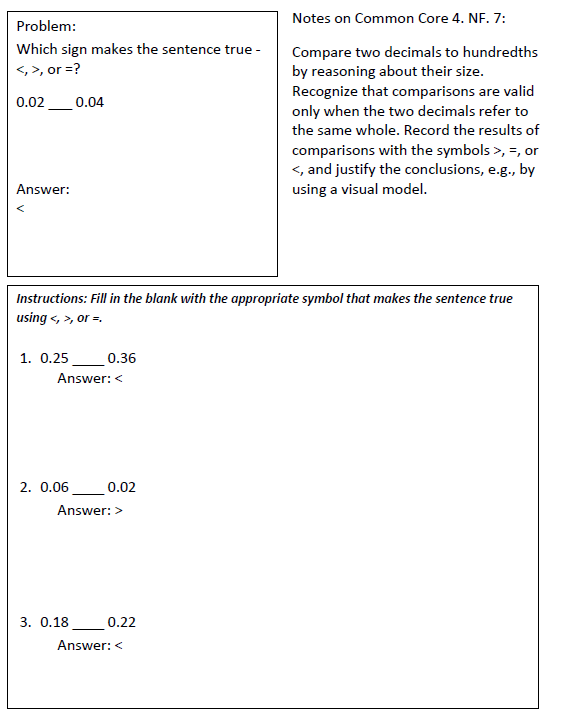 Problem:
Which sign makes the sentence true -
<, >, or =?
0.02 ___ 0.04
Answer:
<
Notes on Common Core 4. NF. 7:
Compare two decimals to hundredths
by reasoning about their size.
Recognize that comparisons are valid
only when the two decimals refer to
the same whole. Record the results of
comparisons with the symbols >, =, or
<, and justify the conclusions, e.g., by
using a visual model.
Instructions: Fill in the blank with the appropriate symbol that makes the sentence true
using <, >, or =.
1. 0.25 ____ 0.36
Answer: <
2. 0.06 ____ 0.02
Answer: >
3. 0.18 ____ 0.22
Answer: <